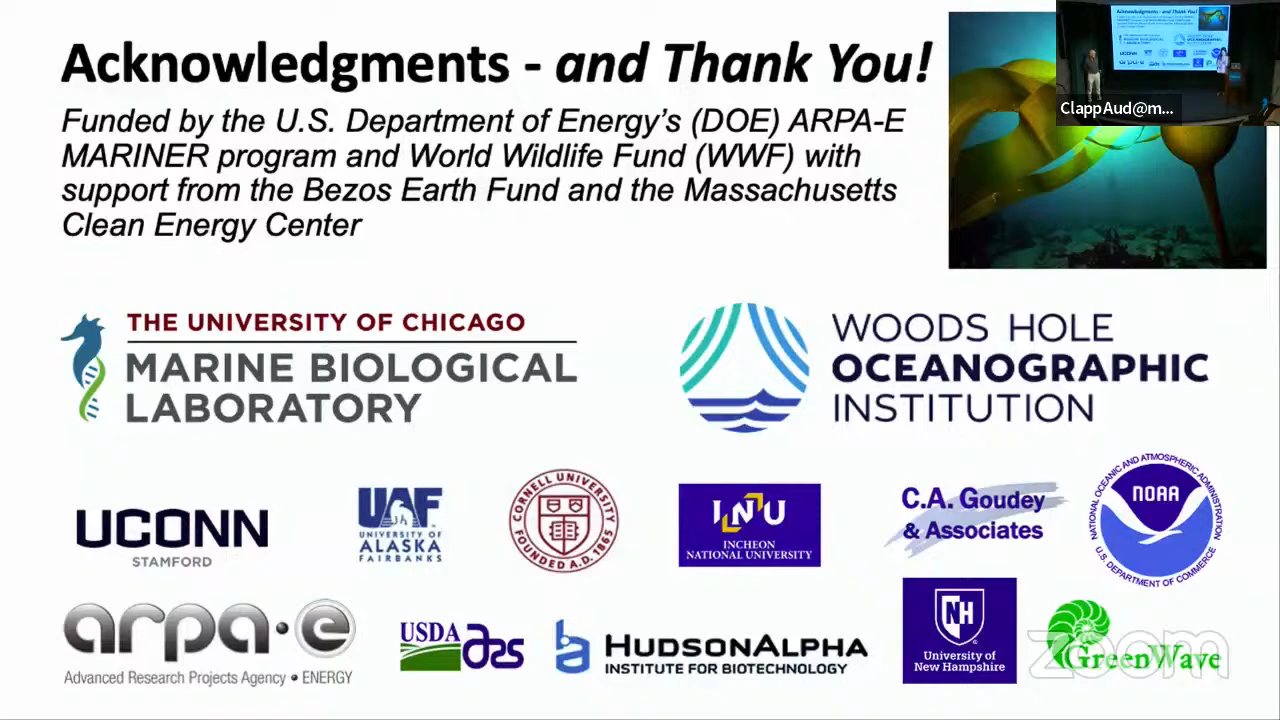 Acknowledgments - and Thank You!
Funded by the U.S. Department of Energy's (DOE) ARPA-E
MARINER program and World Wildlife Fund (WWF) with
support from the Bezos Earth Fund and the Massachusetts
Clean Energy Center
ClappAud@m...
THE UNIVERSITY OF CHICAGO
MARINE BIOLOGICAL
LABORATORY
WOODS HOLE
OCEANOGRAPHIC
INSTITUTION
UCONN
STAMFORD
UAF
UNIVERSITY OF
ALASKA
FAIRBANKS
CORNELL UNIVERSITY
FOUNDED A.D. 1865
INU
INCHEON
NATIONAL UNIVERSITY
C.A. Goudey
& Associates
NATIONAL OCEANIC AND ATMOSPHERIC ADMINISTRATION
NOAA
U.S. DEPARTMENT OF COMMERCE
arpa·e
Advanced Research Projects Agency • ENERGY
USDA ars
HUDSONALPHA
INSTITUTE FOR BIOTECHNOLOGY
NH
University of
New Hampshire
GreenWave
zoom